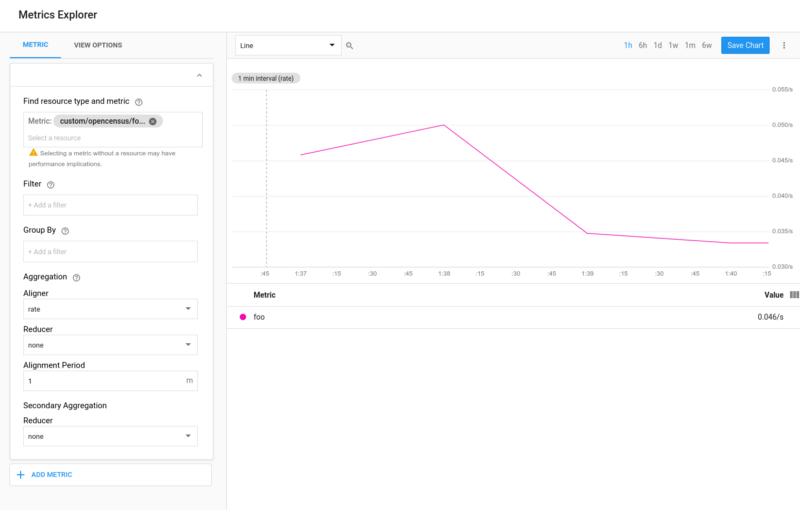 Metrics Explorer
METRIC
VIEW OPTIONS
Find resource type and metric
Metric: custom/opencensus/fo...
Select a resource
Selecting a metric without a resource may have
performance implications.
Filter
+ Add a filter
Group By
+ Add a filter
Aggregation
Aligner
rate
Reducer
none
Alignment Period
1 m
Secondary Aggregation
Reducer
none
+ ADD METRIC
Line
1h 6h 1d 1w 1m 6w
Save Chart
1 min interval (rate)
0.055/s
0.050/s
0.045/s
0.040/s
0.035/s
0.030/s
:45 1:37 :15 :30 :45 1:38 :15 :30 :45 1:39 :15 :30 :45 1:40 :15
Metric Value
foo 0.046/s